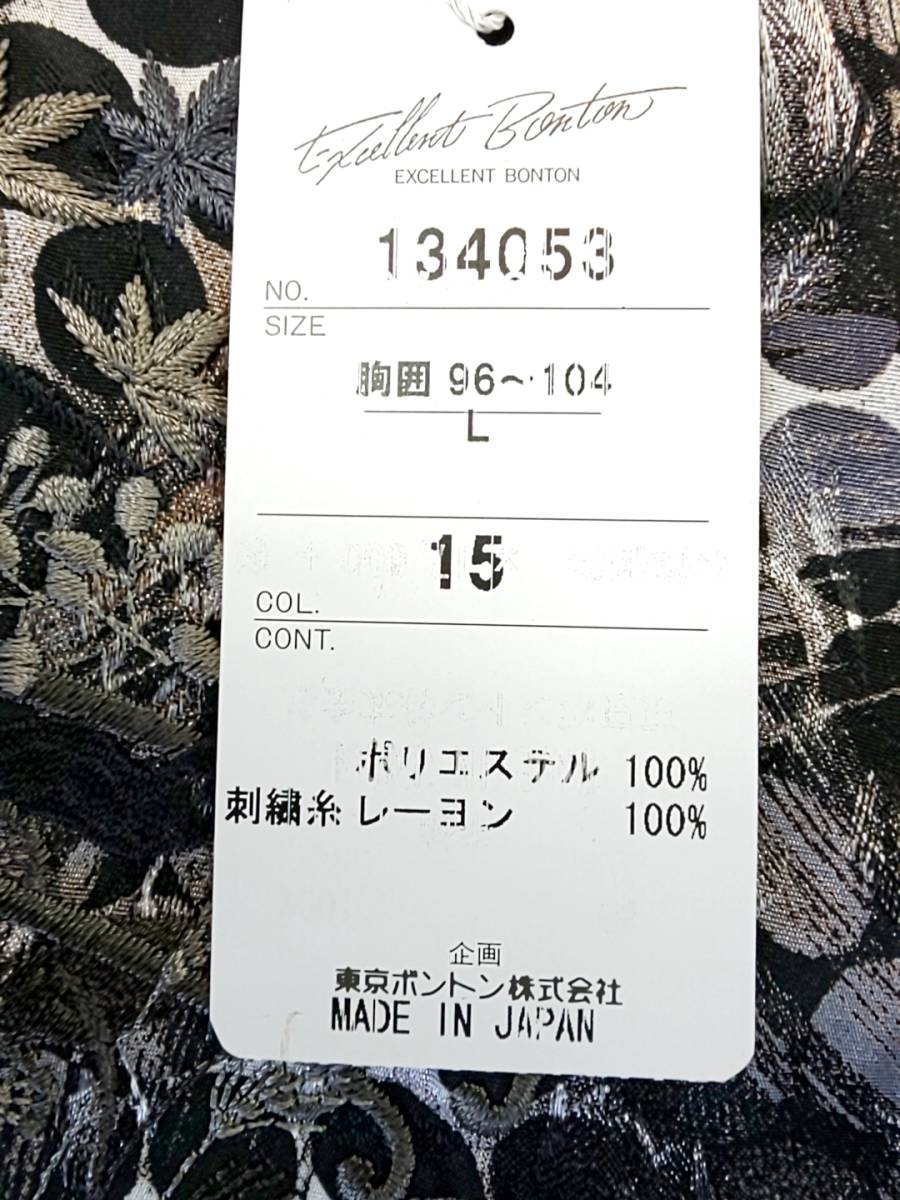 Excellent Bonton
EXCELLENT BONTON
NO. 134053
SIZE
胸囲 96～104
L
COL. 15
CONT.
ポリエステル 100%
刺繍糸 レーヨン 100%
企画
東京ボントン株式会社
MADE IN JAPAN